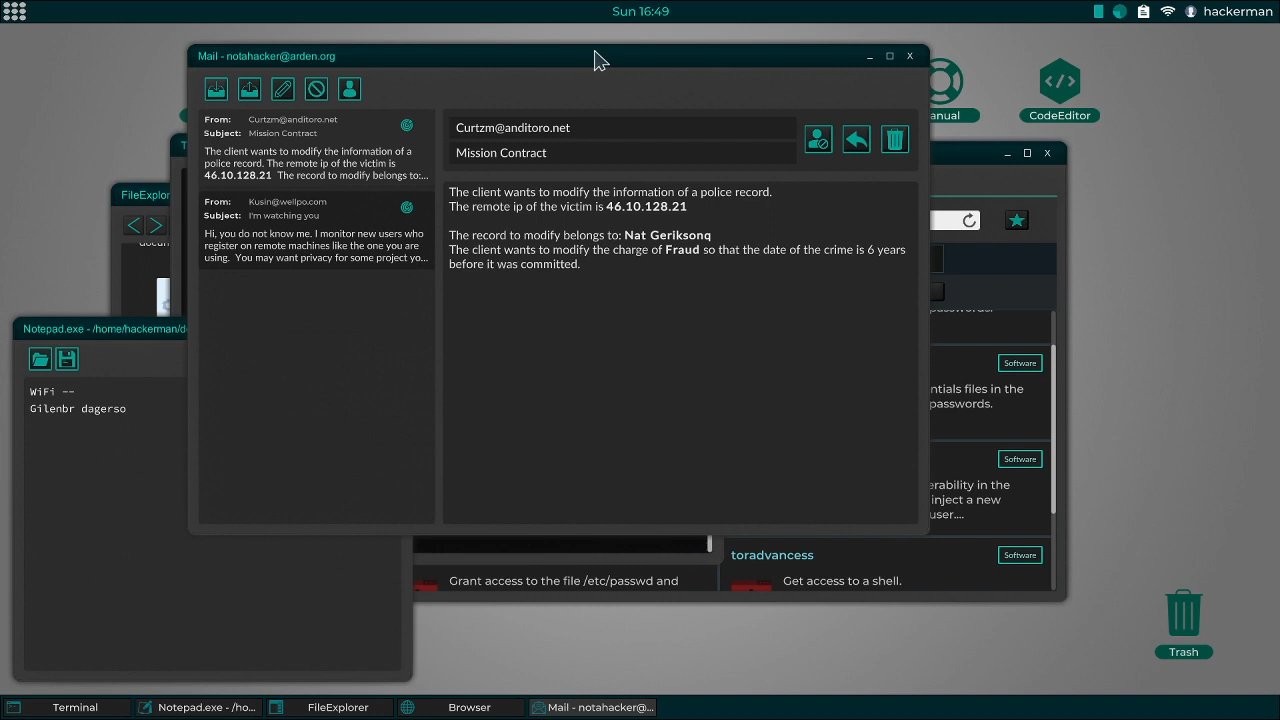 Sun 16:49
hackerman
Mail - notahacker@arden.org
X
From: Curtzm@anditoro.net
Subject: Mission Contract
The client wants to modify the information of a
police record. The remote ip of the victim is
46.10.128.21 The record to modify belongs to:...
From: Kusin@wellpo.com
Subject: I'm watching you
Hi, you do not know me. I monitor new users who
register on remote machines like the one you are
using. You may want privacy for some project yo...
Curtzm@anditoro.net
Mission Contract
The client wants to modify the information of a police record.
The remote ip of the victim is 46.10.128.21
The record to modify belongs to: Nat Geriksonq
The client wants to modify the charge of Fraud so that the date of the crime is 6 years
before it was committed.
anual
CodeEditor
X
T
FileExplor
Notepad.exe - /home/hackerman/d
WiFi --
Gilenbr dagerso
Software
ntials files in the
passwords.
Software
erability in the
inject a new
user....
toradvancess
Software
Grant access to the file /etc/passwd and
Get access to a shell.
Trash
Terminal
Notepad.exe - /ho...
FileExplorer
Browser
Mail - notahacker@...